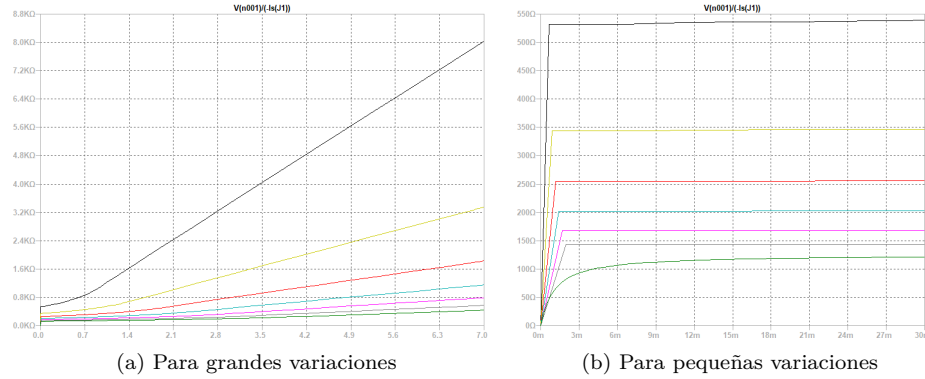 V(n001)/(-Is(J1))
8.8KΩ
8.0KΩ
7.2KΩ
6.4KΩ
5.6KΩ
4.8KΩ
4.0KΩ
3.2KΩ
2.4KΩ
1.6KΩ
0.8KΩ
0.0KΩ
0.0 0.7 1.4 2.1 2.8 3.5 4.2 4.9 5.6 6.3 7.0
(a) Para grandes variaciones
V(n001)/(-Is(J1))
550Ω
500Ω
450Ω
400Ω
350Ω
300Ω
250Ω
200Ω
150Ω
100Ω
50Ω
0Ω
0m 3m 6m 9m 12m 15m 18m 21m 24m 27m 30m
(b) Para pequeñas variaciones